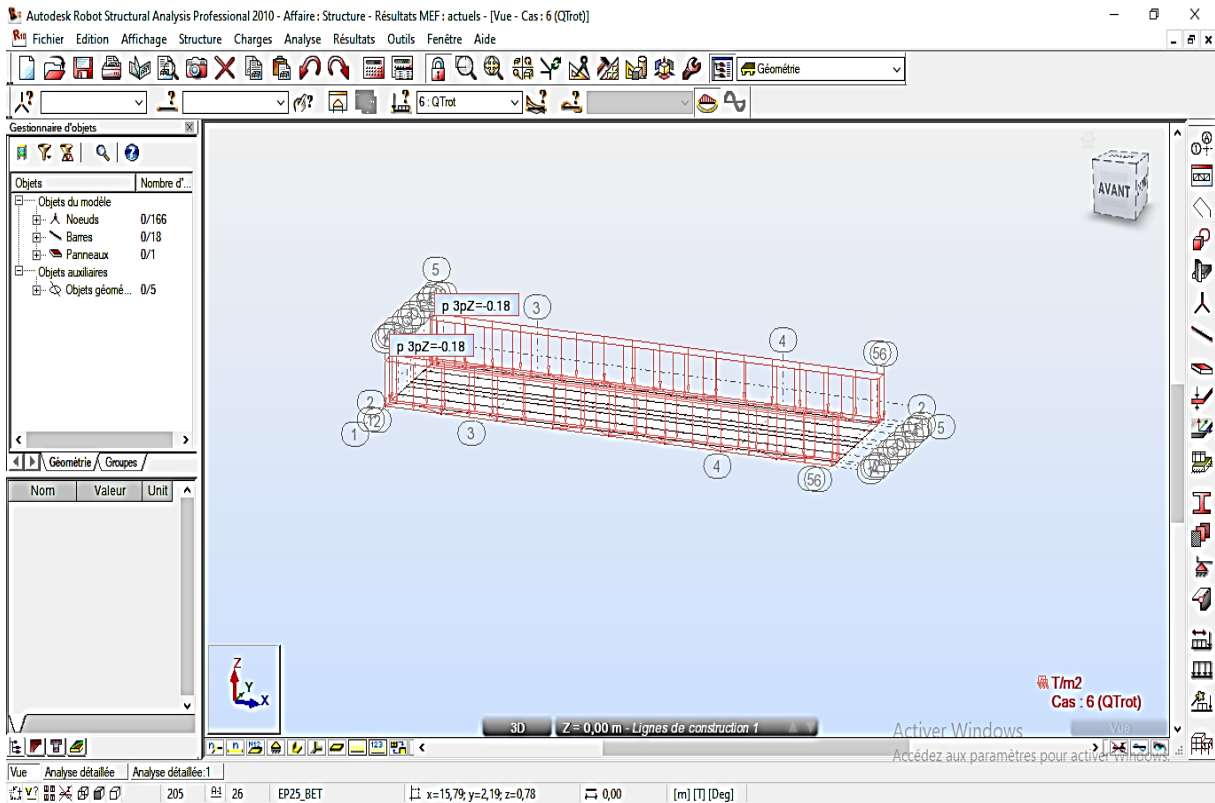 Autodesk Robot Structural Analysis Professional 2010 - Affaire : Structure - Résultats MEF : actuels - [Vue - Cas : 6 (QTrot)]
Fichier Edition Affichage Structure Charges Analyse Résultats Outils Fenêtre Aide
Géométrie
6 : QTrot
Gestionnaire d'objets
Objets Nombre d'...
Objets du modèle
Noeuds 0/166
Barres 0/18
Panneaux 0/1
Objets auxiliaires
Objets géomé... 0/5
Géométrie Groupes
Nom Valeur Unit
AVANT
5
p 3pZ=-0.18
3
p 3pZ=-0.18
4
56
2
12
1
3
4
56
2
5
Z
Y
X
T/m2
Cas : 6 (QTrot)
3D Z = 0,00 m - Lignes de construction 1
Vue
Activer Windows
Accédez aux paramètres pour activer Windows.
Vue Analyse détaillée Analyse détaillée:1
205 26 EP25_BET x=15,79; y=2,19; z=0,78 0,00 [m] [T] [Deg]